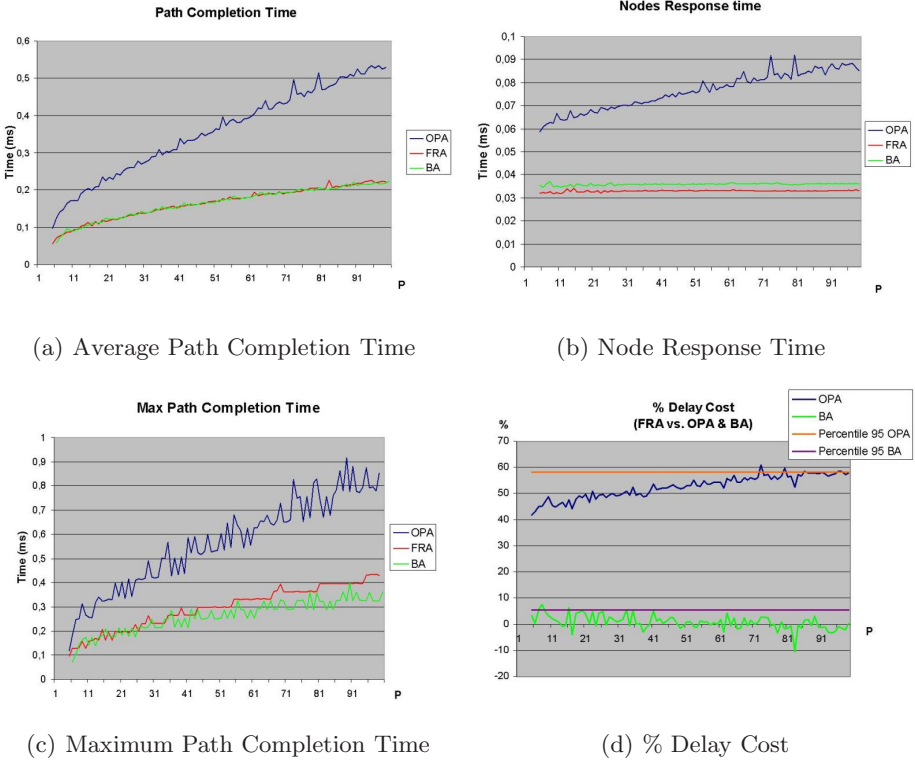 Path Completion Time
0,6
0,5
0,4
0,3
0,2
0,1
0
Time (ms)
1 11 21 31 41 51 61 71 81 91
P
OPA
FRA
BA
(a) Average Path Completion Time
Nodes Response time
0,1
0,09
0,08
0,07
0,06
0,05
0,04
0,03
0,02
0,01
0
Time (ms)
1 11 21 31 41 51 61 71 81 91
P
OPA
FRA
BA
(b) Node Response Time
Max Path Completion Time
1
0,9
0,8
0,7
0,6
0,5
0,4
0,3
0,2
0,1
0
Time (ms)
1 11 21 31 41 51 61 71 81 91
P
OPA
FRA
BA
(c) Maximum Path Completion Time
% Delay Cost
(FRA vs. OPA & BA)
%
70
60
50
40
30
20
10
0
-10
-20
1 11 21 31 41 51 61 71 81 91
P
OPA
BA
Percentile 95 OPA
Percentile 95 BA
(d) % Delay Cost